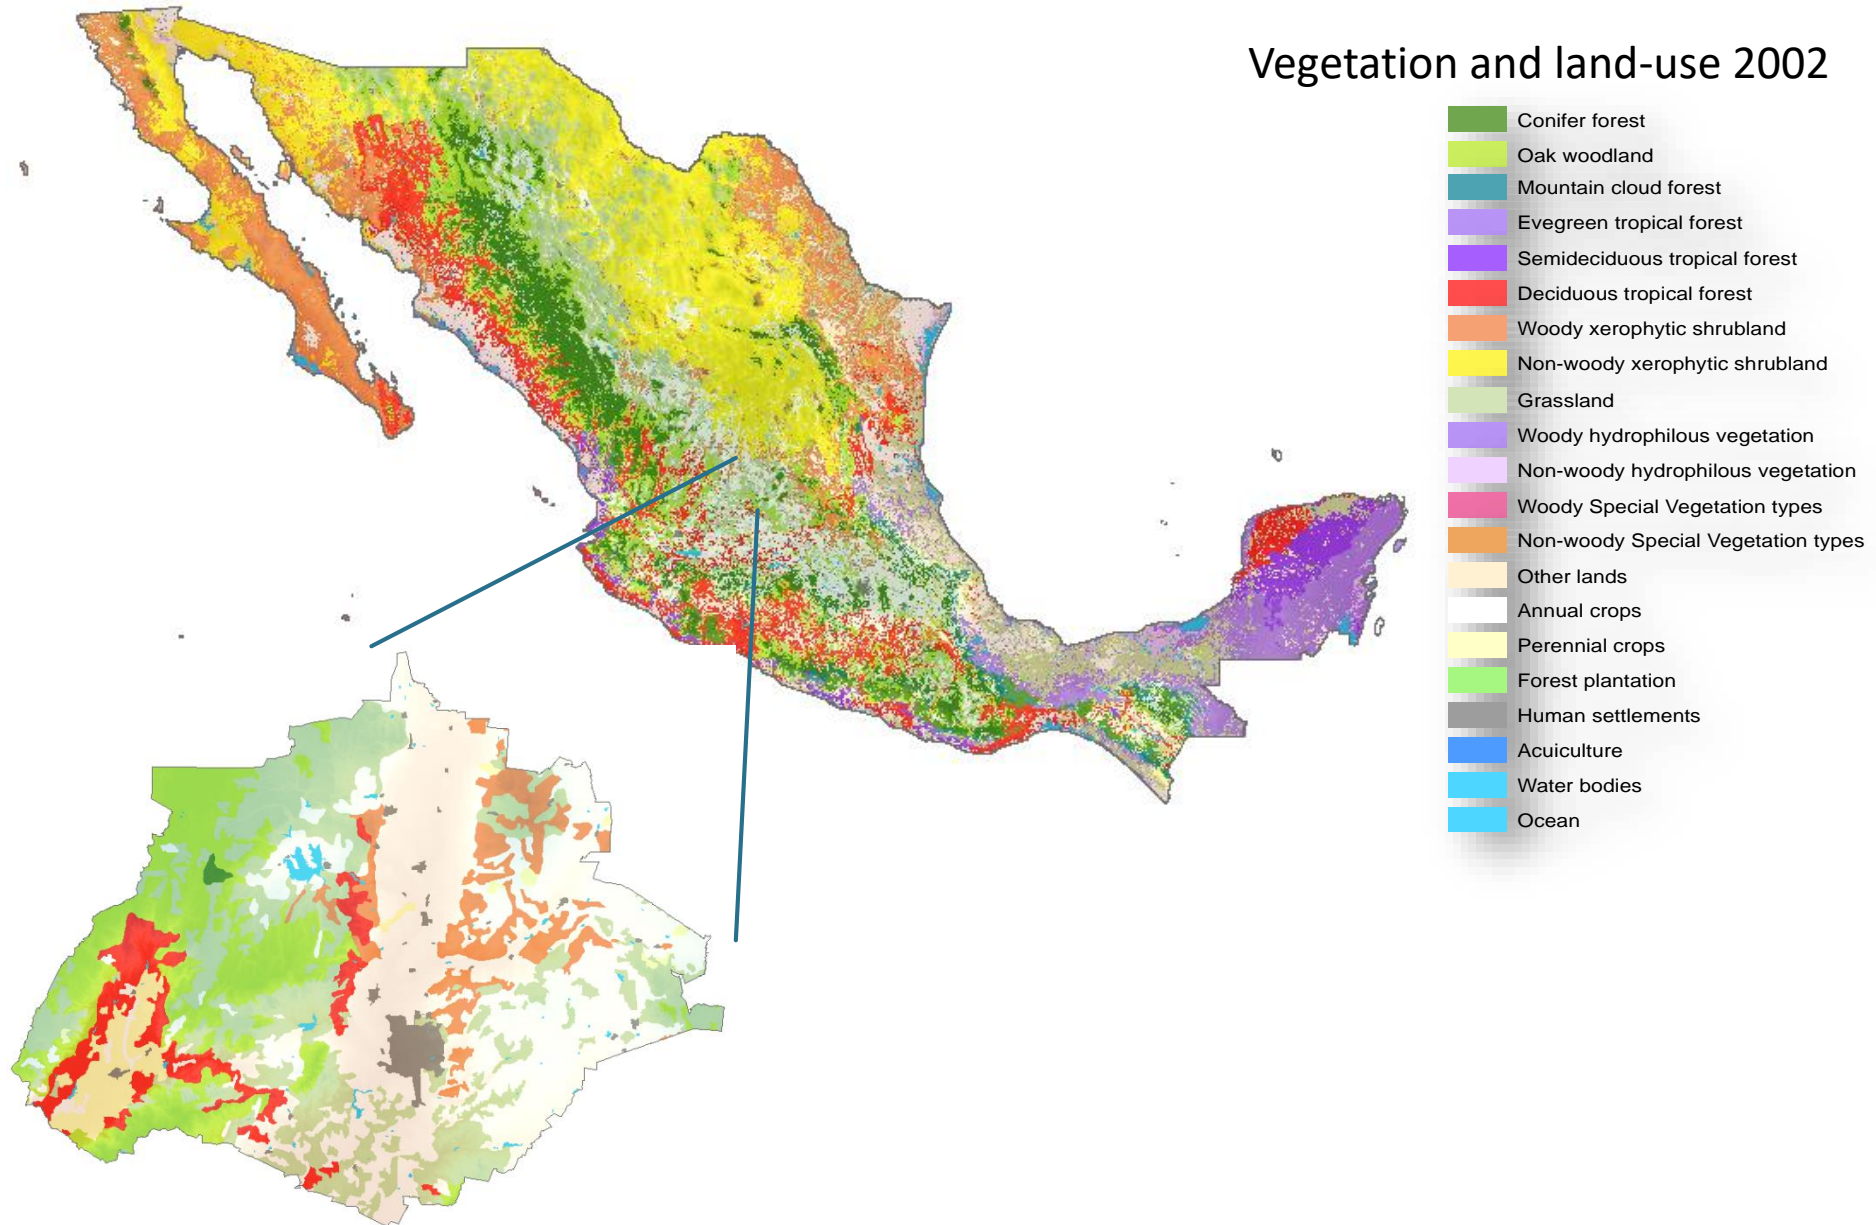 Vegetation and land-use 2002
Conifer forest
Oak woodland
Mountain cloud forest
Evegreen tropical forest
Semideciduous tropical forest
Deciduous tropical forest
Woody xerophytic shrubland
Non-woody xerophytic shrubland
Grassland
Woody hydrophilous vegetation
Non-woody hydrophilous vegetation
Woody Special Vegetation types
Non-woody Special Vegetation types
Other lands
Annual crops
Perennial crops
Forest plantation
Human settlements
Acuiculture
Water bodies
Ocean